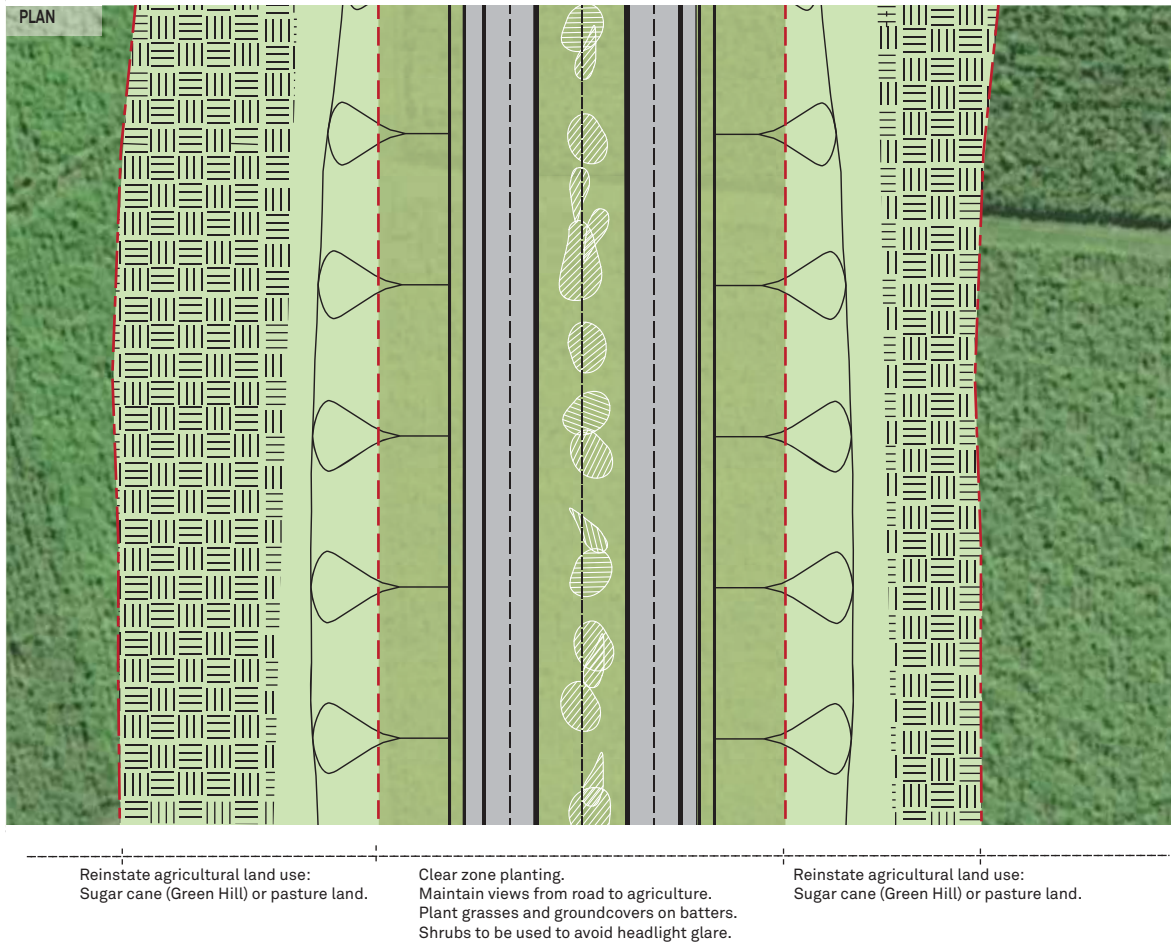 PLAN
Reinstate agricultural land use:
Sugar cane (Green Hill) or pasture land.
Clear zone planting.
Maintain views from road to agriculture.
Plant grasses and groundcovers on batters.
Shrubs to be used to avoid headlight glare.
Reinstate agricultural land use:
Sugar cane (Green Hill) or pasture land.